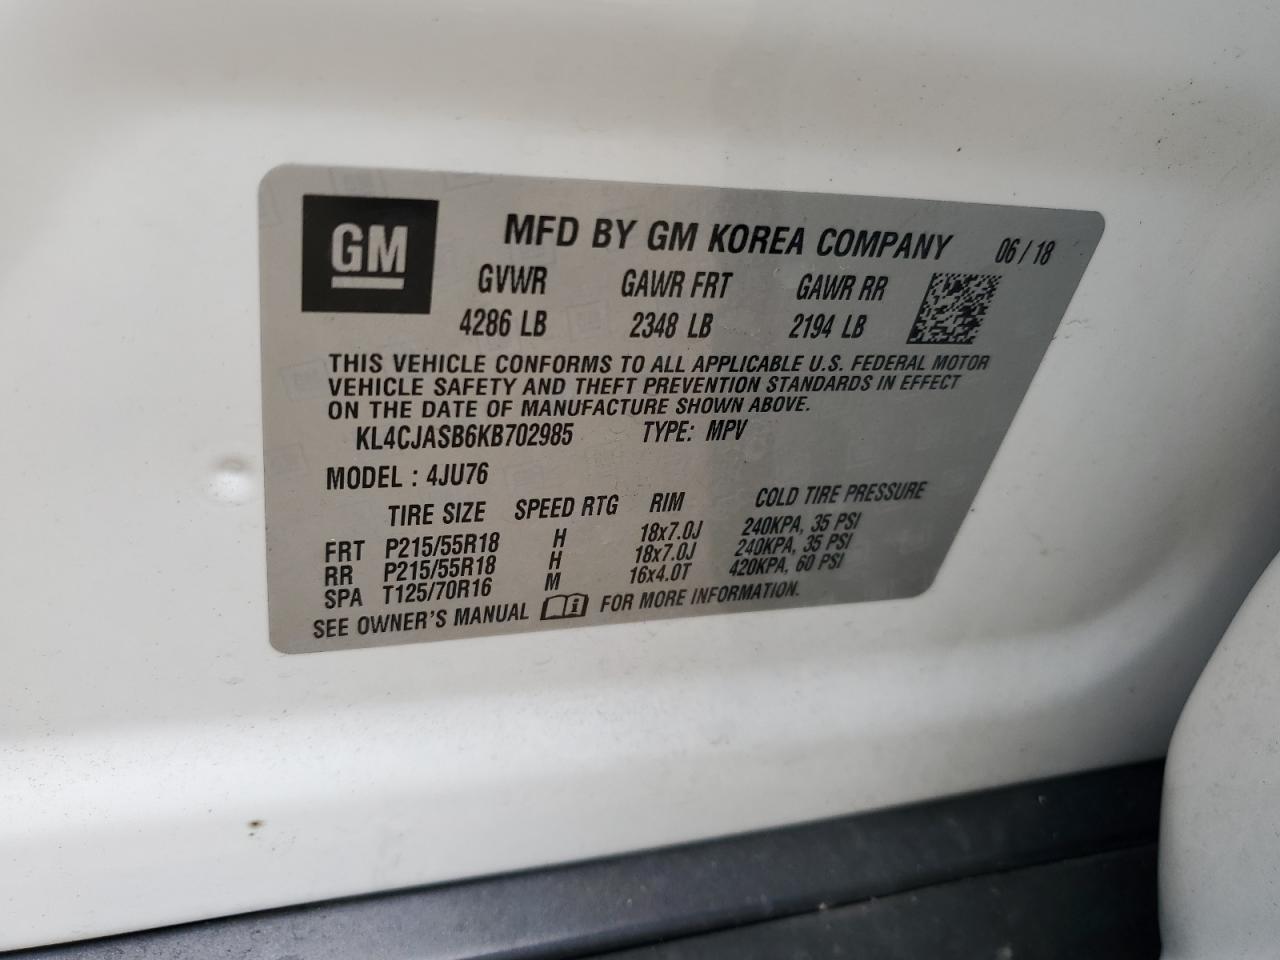 GM
MFD BY GM KOREA COMPANY 06/18
GVWR GAWR FRT GAWR RR
4286 LB 2348 LB 2194 LB
THIS VEHICLE CONFORMS TO ALL APPLICABLE U.S. FEDERAL MOTOR
VEHICLE SAFETY AND THEFT PREVENTION STANDARDS IN EFFECT
ON THE DATE OF MANUFACTURE SHOWN ABOVE.
KL4CJASB6KB702985 TYPE: MPV
MODEL : 4JU76
TIRE SIZE SPEED RTG RIM COLD TIRE PRESSURE
FRT P215/55R18 H 18x7.0J 240KPA, 35 PSI
RR P215/55R18 H 18x7.0J 240KPA, 35 PSI
SPA T125/70R16 M 16x4.0T 420KPA, 60 PSI
SEE OWNER'S MANUAL i FOR MORE INFORMATION.